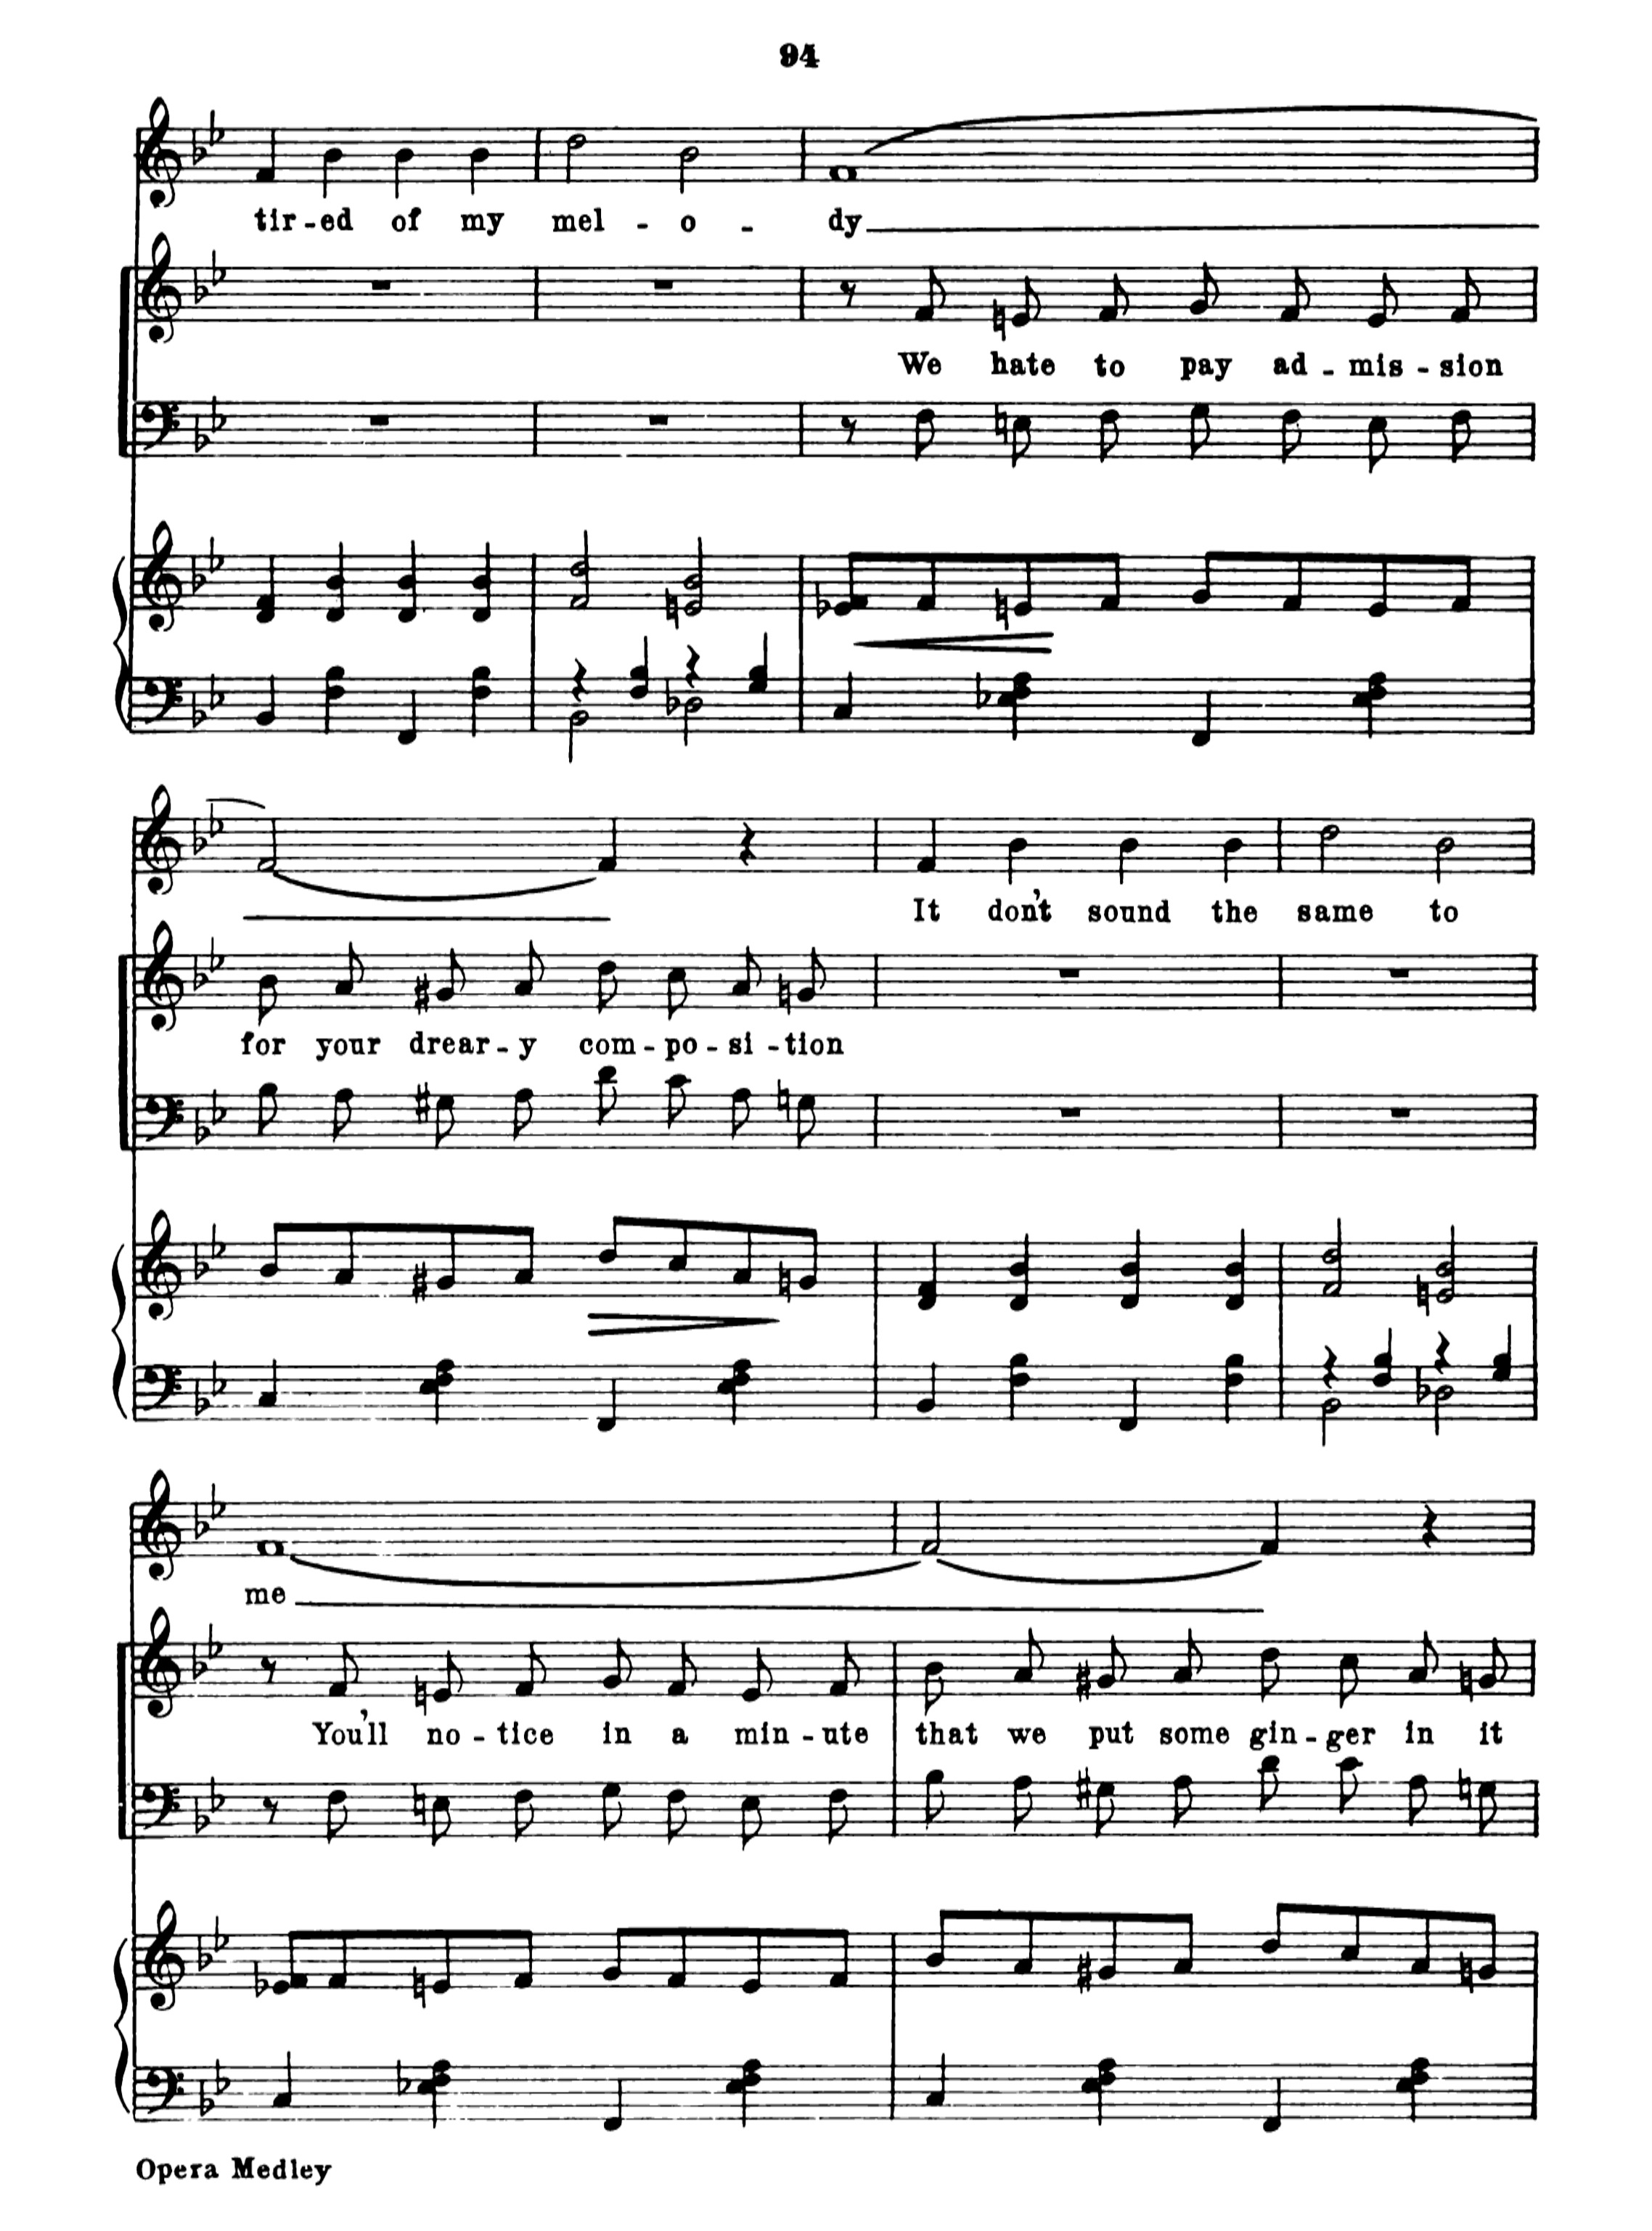 94
tir-ed of my mel - o - dy
We hate to pay ad - mis - sion
It don't sound the same to
for your drear - y com - po - si - tion
me
You'll no - tice in a min - ute that we put some gin - ger in it
Opera Medley